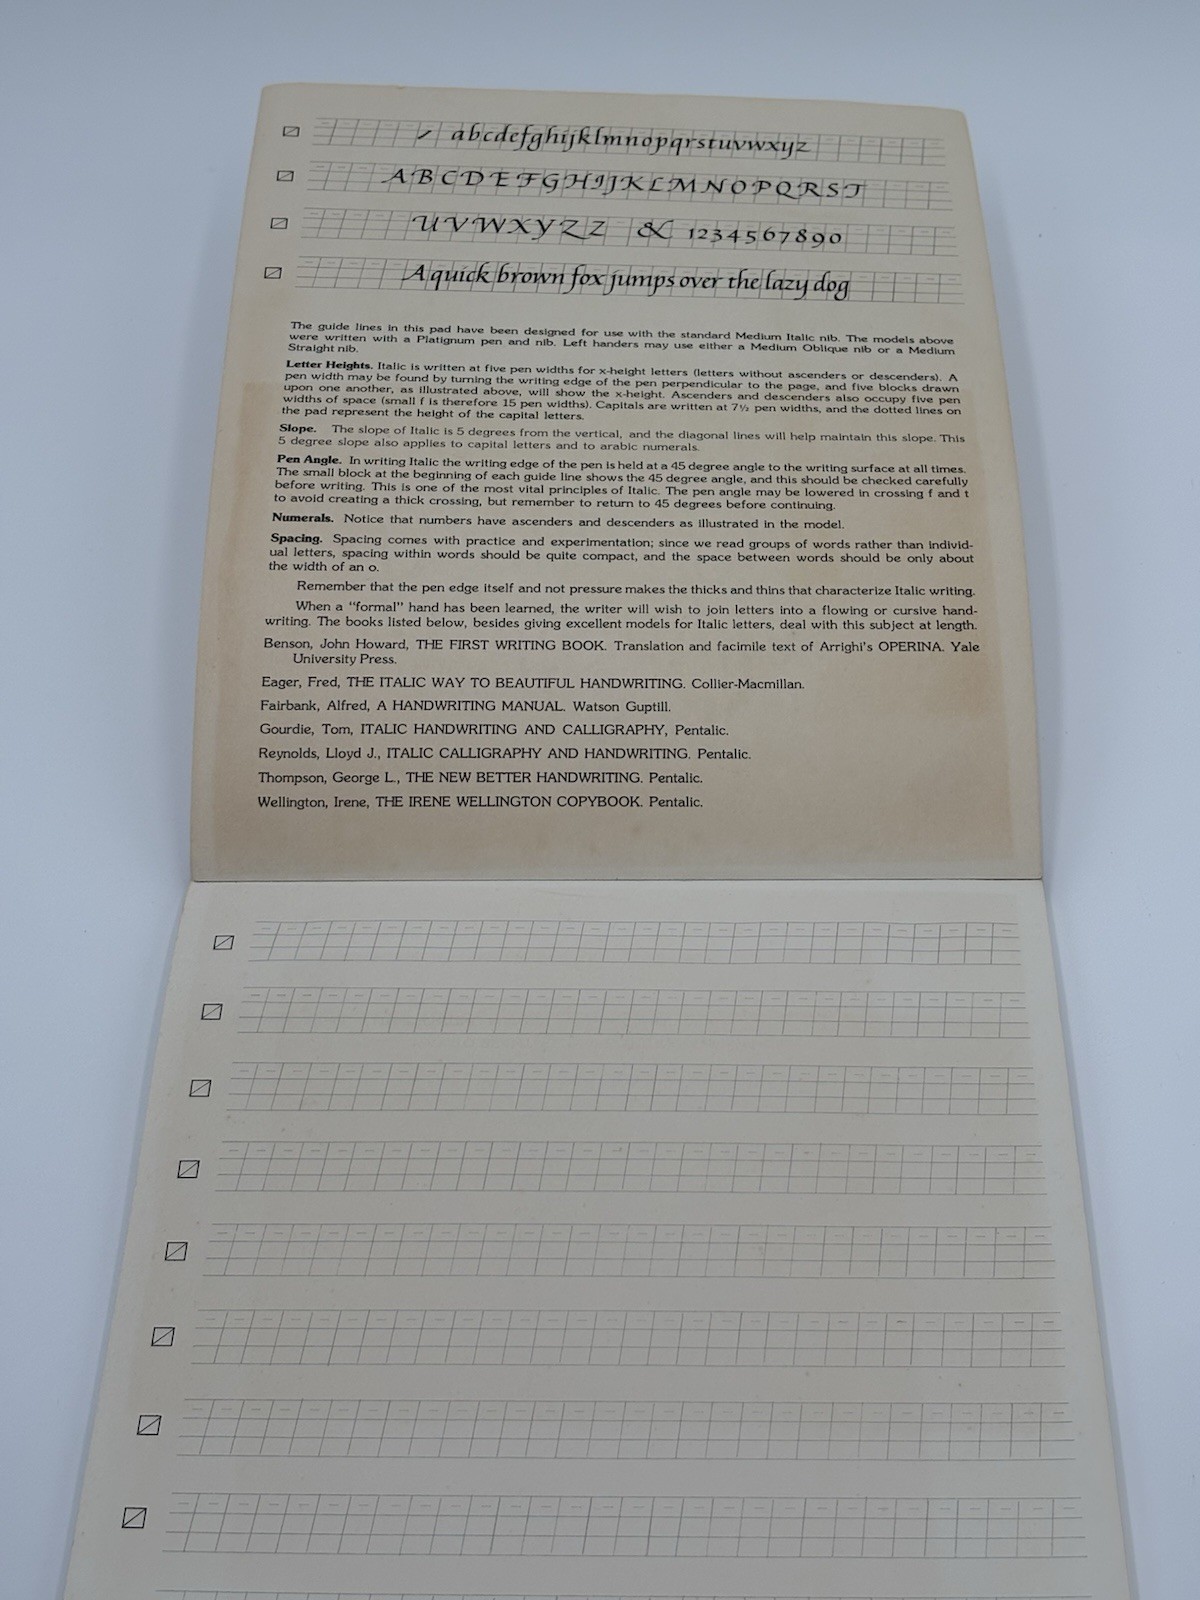 abcdefghijklmnopqrstuvwxyz
ABCDEFGHIJKLMNOPQRST
UVWXYZZ & 1234567890
A quick brown fox jumps over the lazy dog
The guide lines in this pad have been designed for use with the standard Medium Italic nib. The models above
were written with a Platignum pen and nib. Left handers may use either a Medium Oblique nib or a Medium
Straight nib.
Letter Heights. Italic is written at five pen widths for x-height letters (letters without ascenders or descenders). A
pen width may be found by turning the writing edge of the pen perpendicular to the page, and five blocks drawn
upon one another, as illustrated above, will show the x-height. Ascenders and descenders also occupy five pen
widths of space (small f is therefore 15 pen widths). Capitals are written at 7½ pen widths, and the dotted lines on
the pad represent the height of the capital letters.
Slope. The slope of Italic is 5 degrees from the vertical, and the diagonal lines will help maintain this slope. This
5 degree slope also applies to capital letters and to arabic numerals.
Pen Angle. In writing Italic the writing edge of the pen is held at a 45 degree angle to the writing surface at all times.
The small block at the beginning of each guide line shows the 45 degree angle, and this should be checked carefully
before writing. This is one of the most vital principles of Italic. The pen angle may be lowered in crossing f and t
to avoid creating a thick crossing, but remember to return to 45 degrees before continuing.
Numerals. Notice that numbers have ascenders and descenders as illustrated in the model.
Spacing. Spacing comes with practice and experimentation; since we read groups of words rather than individ-
ual letters, spacing within words should be quite compact, and the space between words should be only about
the width of an o.
Remember that the pen edge itself and not pressure makes the thicks and thins that characterize Italic writing.
When a "formal" hand has been learned, the writer will wish to join letters into a flowing or cursive hand-
writing. The books listed below, besides giving excellent models for Italic letters, deal with this subject at length.
Benson, John Howard, THE FIRST WRITING BOOK. Translation and facimile text of Arrighi's OPERINA. Yale
University Press.
Eager, Fred, THE ITALIC WAY TO BEAUTIFUL HANDWRITING. Collier-Macmillan.
Fairbank, Alfred, A HANDWRITING MANUAL. Watson Guptill.
Gourdie, Tom, ITALIC HANDWRITING AND CALLIGRAPHY, Pentalic.
Reynolds, Lloyd J., ITALIC CALLIGRAPHY AND HANDWRITING. Pentalic.
Thompson, George L., THE NEW BETTER HANDWRITING. Pentalic.
Wellington, Irene, THE IRENE WELLINGTON COPYBOOK. Pentalic.